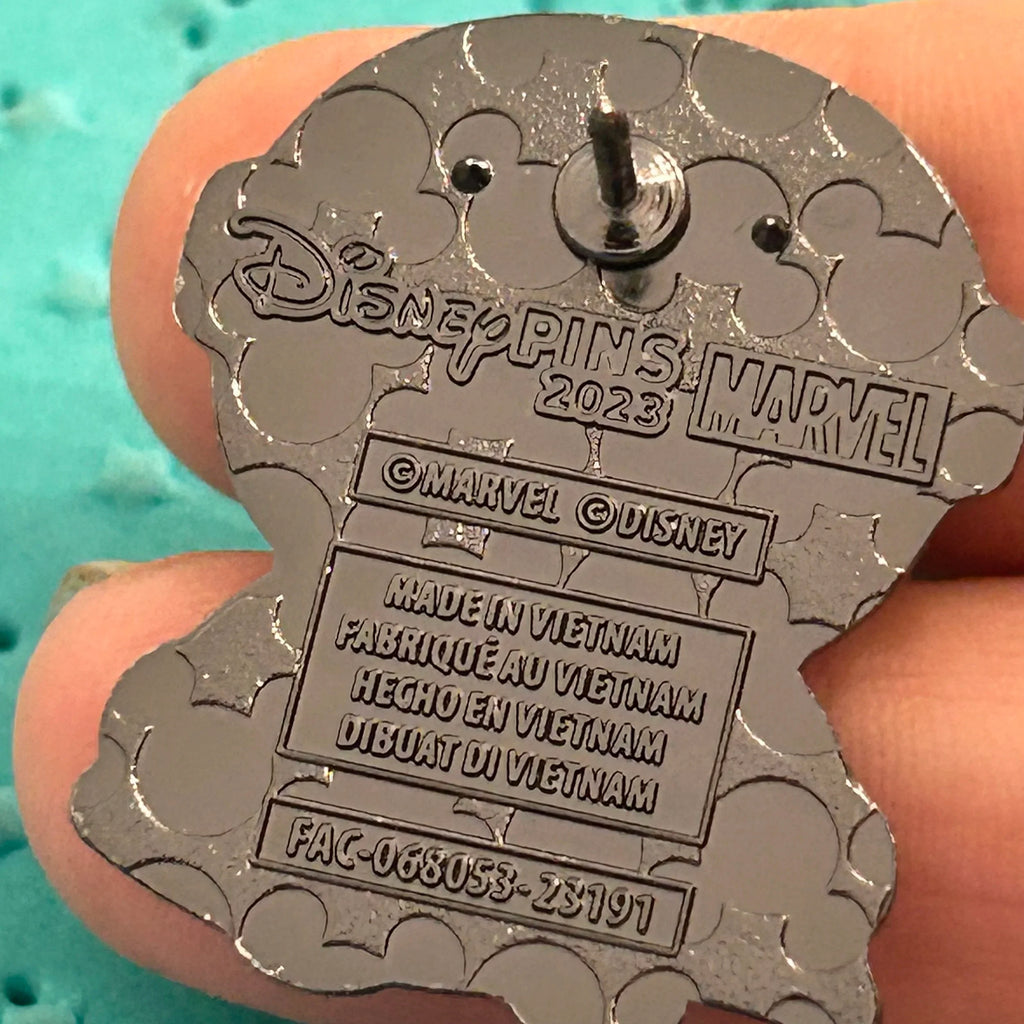 Disney PINS
2023
MARVEL
©MARVEL ©DISNEY
MADE IN VIETNAM
FABRIQUÉ AU VIETNAM
HECHO EN VIETNAM
DIBUAT DI VIETNAM
FAC-068053-23191